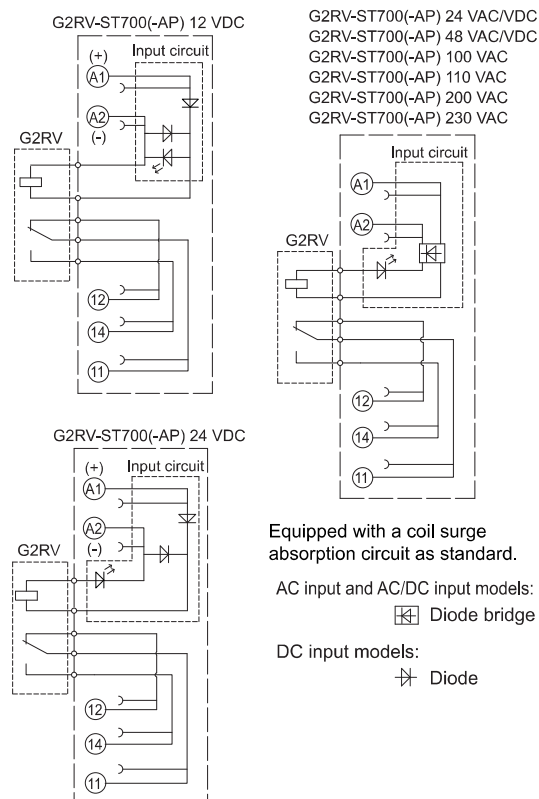 G2RV-ST700(-AP) 12 VDC
(+)
Input circuit
A1
A2
(-)
G2RV
12
14
11
G2RV-ST700(-AP) 24 VAC/VDC
G2RV-ST700(-AP) 48 VAC/VDC
G2RV-ST700(-AP) 100 VAC
G2RV-ST700(-AP) 110 VAC
G2RV-ST700(-AP) 200 VAC
G2RV-ST700(-AP) 230 VAC
Input circuit
A1
A2
G2RV
12
14
11
G2RV-ST700(-AP) 24 VDC
(+)
Input circuit
A1
A2
(-)
G2RV
12
14
11
Equipped with a coil surge
absorption circuit as standard.
AC input and AC/DC input models:
Diode bridge
DC input models:
Diode